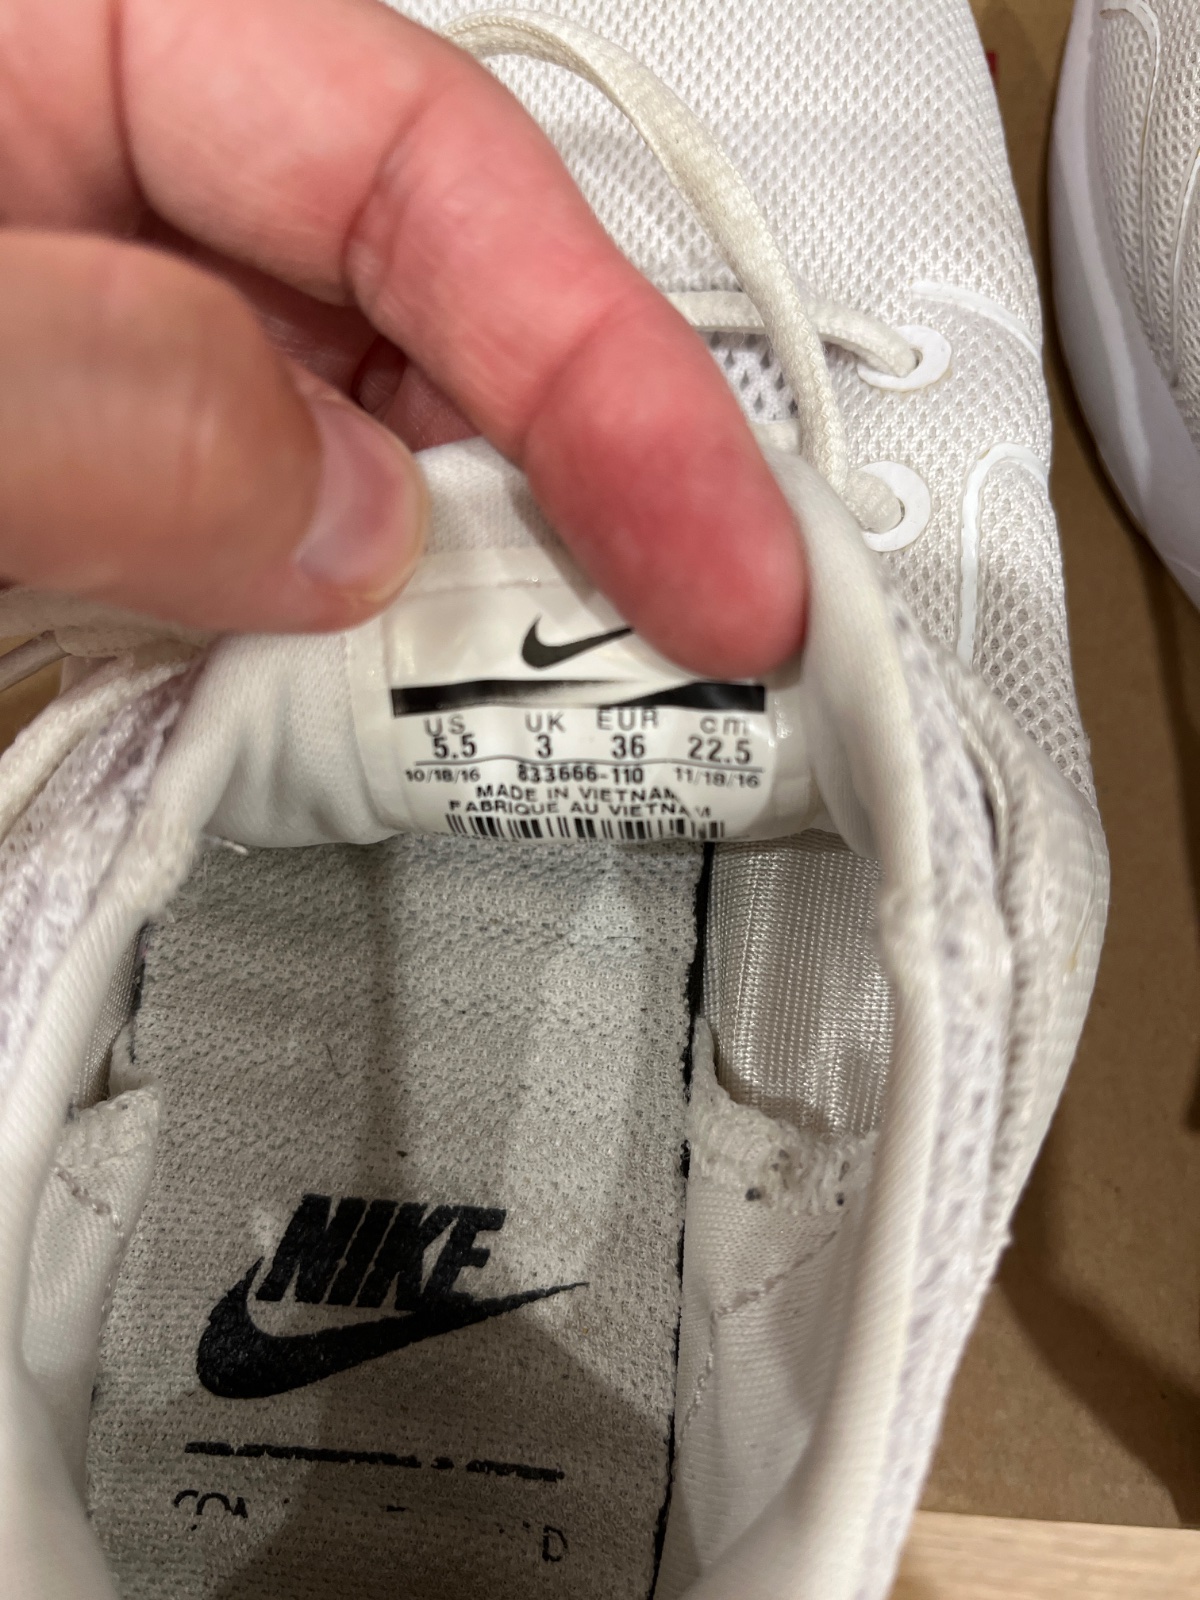 US UK EUR cm
5.5 3 36 22.5
10/18/16 833666-110 11/18/16
MADE IN VIETNAM
FABRIQUE AU VIETNAM
NIKE